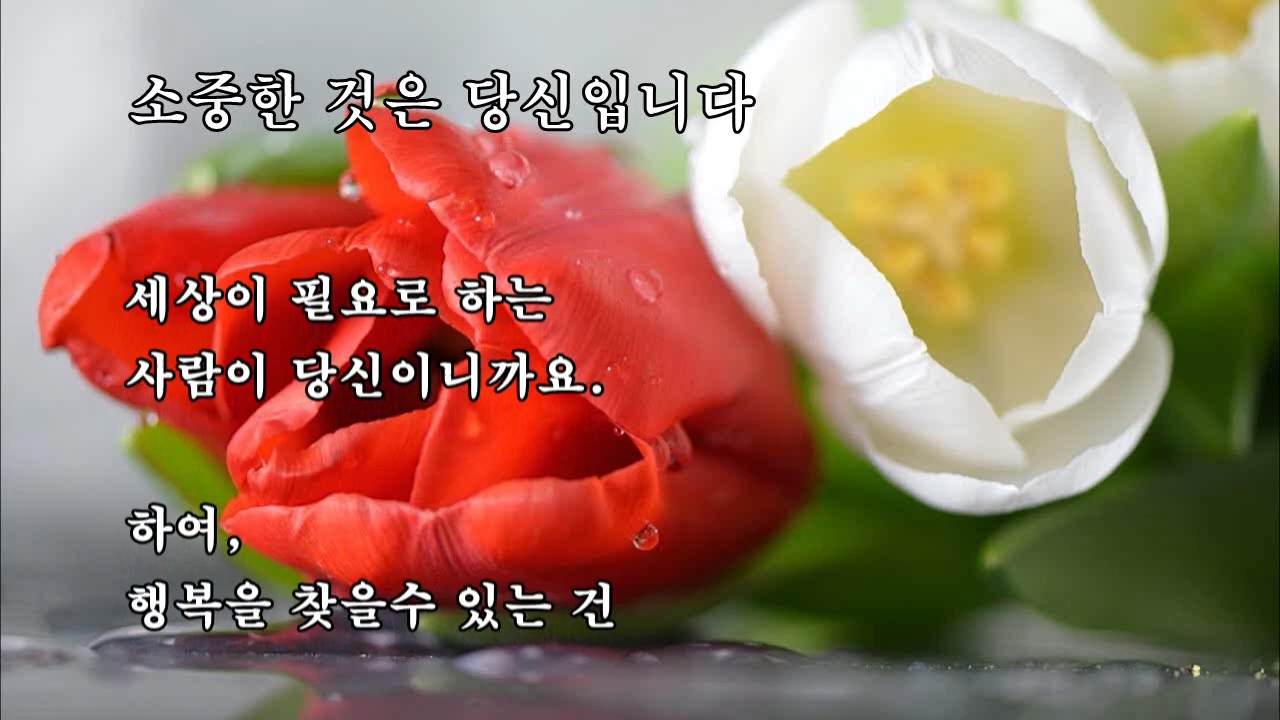 소중한 것은 당신입니다
세상이 필요로 하는
사람이 당신이니까요.
하여,
행복을 찾을수 있는 건